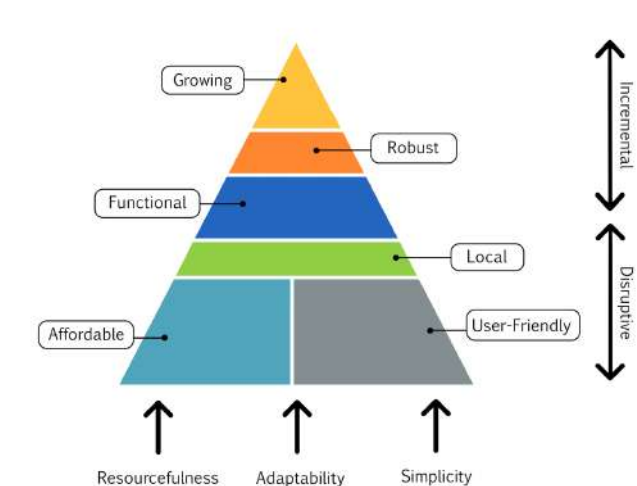 Growing
Robust
Functional
Local
Affordable
User-Friendly
Incremental
Disruptive
Resourcefulness
Adaptability
Simplicity